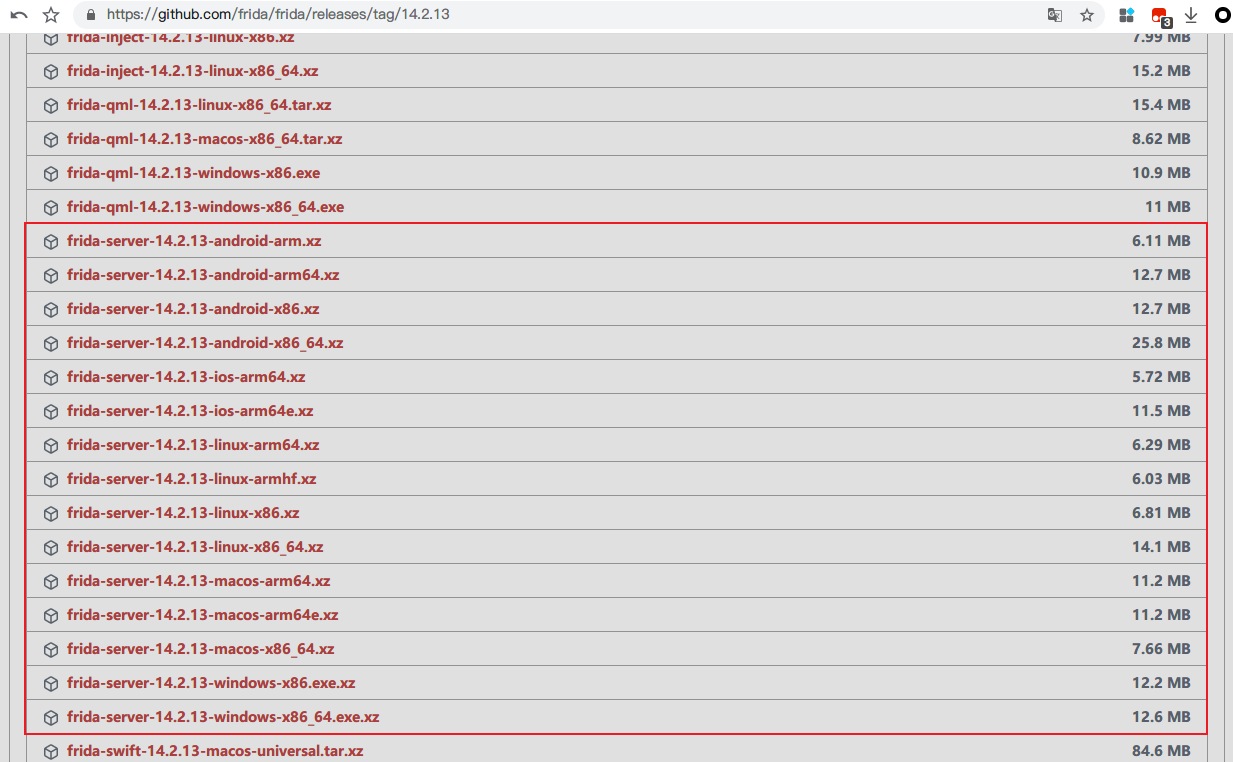 https://github.com/frida/frida/releases/tag/14.2.13
3
frida-inject-14.2.13-linux-x86.xz 7.99 MB
frida-inject-14.2.13-linux-x86_64.xz 15.2 MB
frida-qml-14.2.13-linux-x86_64.tar.xz 15.4 MB
frida-qml-14.2.13-macos-x86_64.tar.xz 8.62 MB
frida-qml-14.2.13-windows-x86.exe 10.9 MB
frida-qml-14.2.13-windows-x86_64.exe 11 MB
frida-server-14.2.13-android-arm.xz 6.11 MB
frida-server-14.2.13-android-arm64.xz 12.7 MB
frida-server-14.2.13-android-x86.xz 12.7 MB
frida-server-14.2.13-android-x86_64.xz 25.8 MB
frida-server-14.2.13-ios-arm64.xz 5.72 MB
frida-server-14.2.13-ios-arm64e.xz 11.5 MB
frida-server-14.2.13-linux-arm64.xz 6.29 MB
frida-server-14.2.13-linux-armhf.xz 6.03 MB
frida-server-14.2.13-linux-x86.xz 6.81 MB
frida-server-14.2.13-linux-x86_64.xz 14.1 MB
frida-server-14.2.13-macos-arm64.xz 11.2 MB
frida-server-14.2.13-macos-arm64e.xz 11.2 MB
frida-server-14.2.13-macos-x86_64.xz 7.66 MB
frida-server-14.2.13-windows-x86.exe.xz 12.2 MB
frida-server-14.2.13-windows-x86_64.exe.xz 12.6 MB
frida-swift-14.2.13-macos-universal.tar.xz 84.6 MB